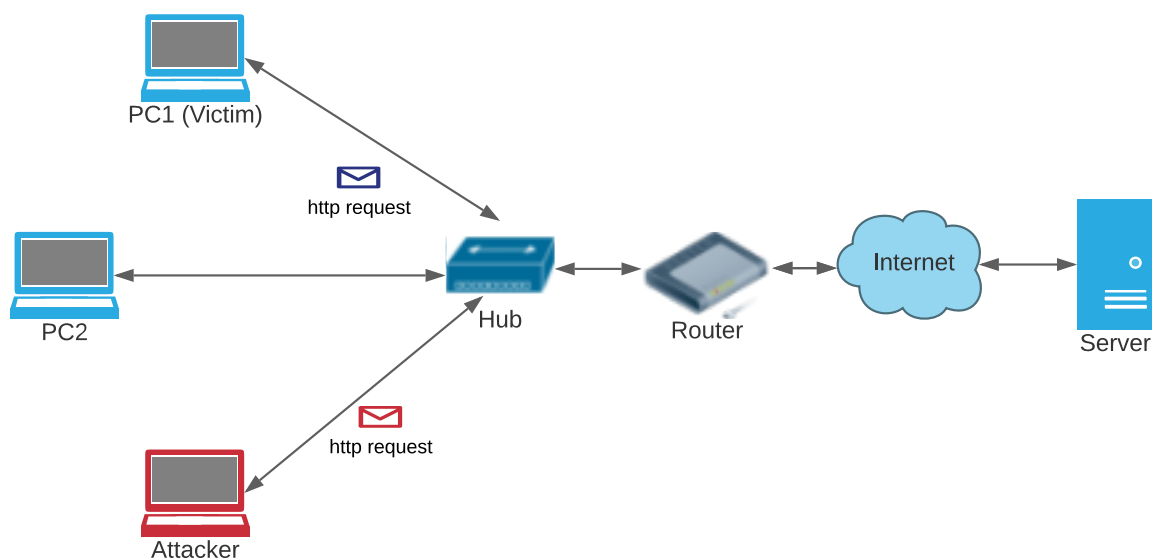 PC1 (Victim)
http request
PC2
Hub
Router
Internet
Server
http request
Attacker